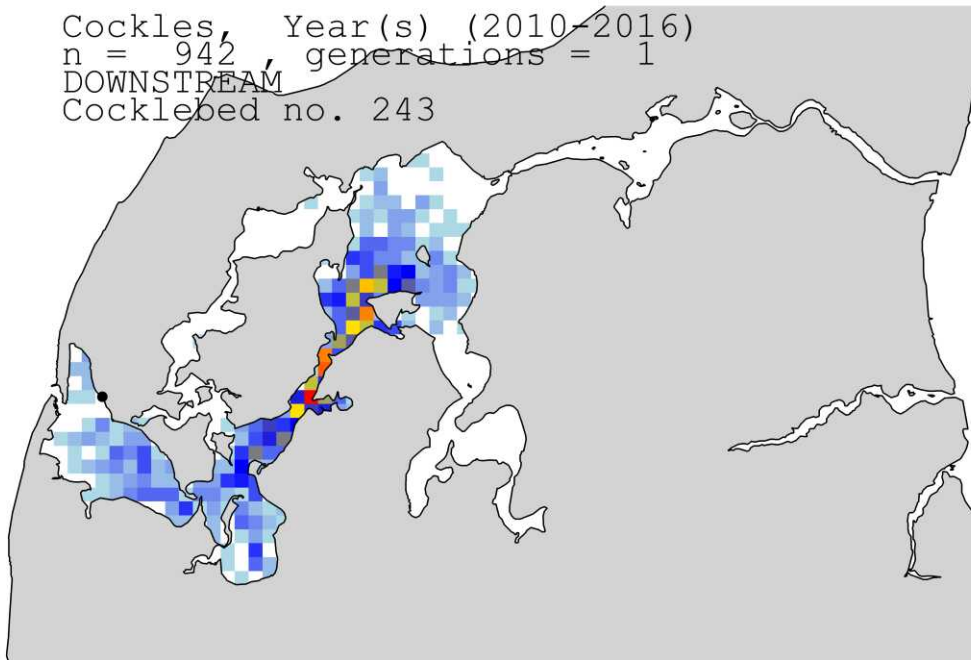 Cockles, Year(s) (2010-2016)
n = 942 , generations = 1
DOWNSTREAM
Cocklebed no. 243